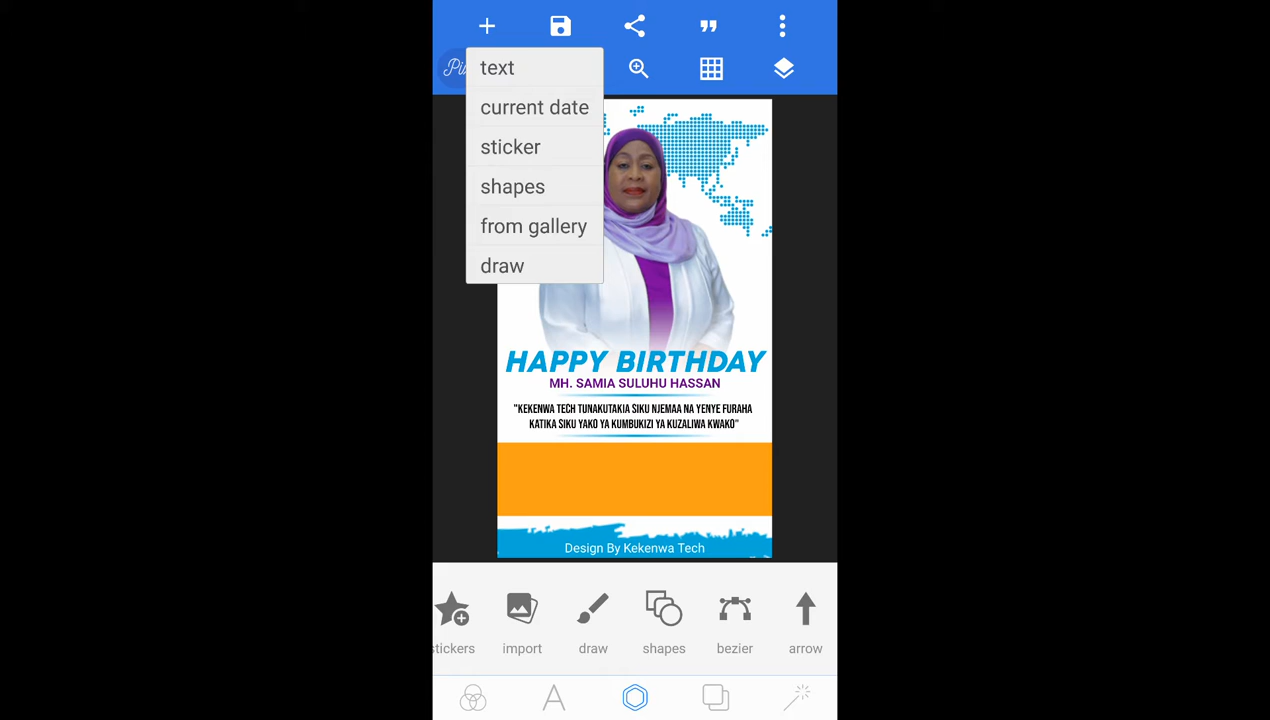 text
current date
sticker
shapes
from gallery
draw
HAPPY BIRTHDAY
MH. SAMIA SULUHU HASSAN
"KEKENWA TECH TUNAKUTAKIA SIKU NJEMAA NA YENYE FURAHA
KATIKA SIKU YAKO YA KUMBUKIZI YA KUZALIWA KWAKO"
Design By Kekenwa Tech
stickers import draw shapes bezier arrow